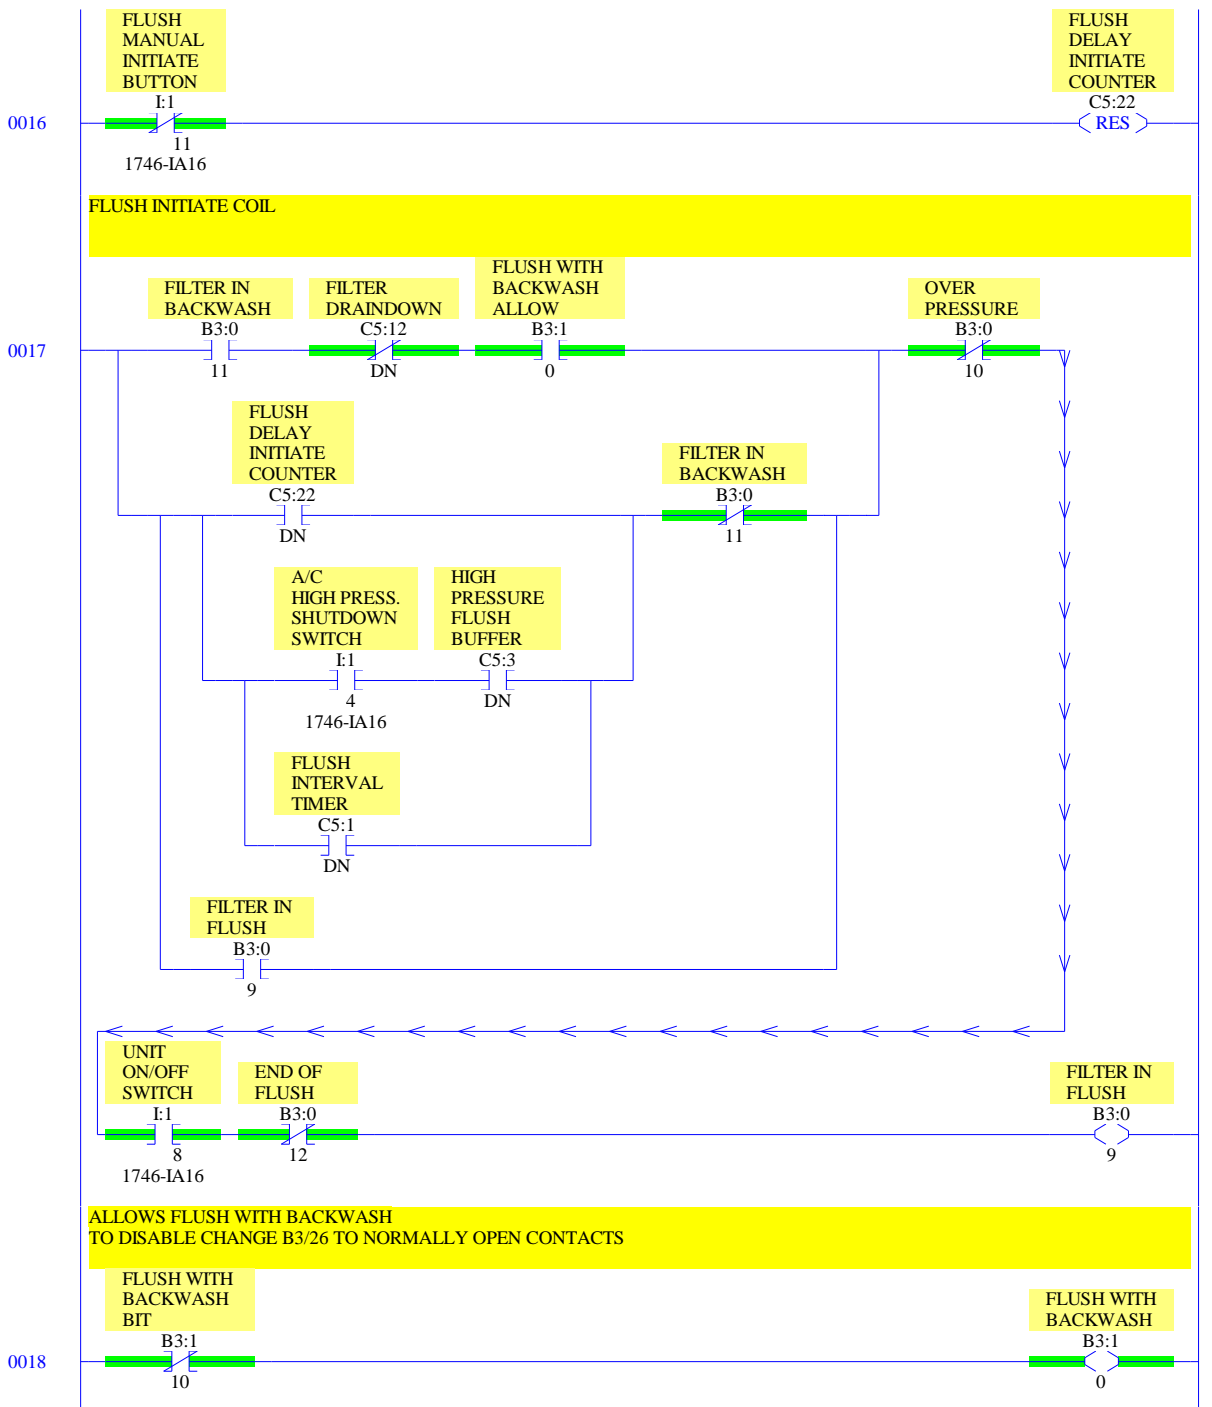 FLUSH
MANUAL
INITIATE
BUTTON
I:1
11
1746-IA16
FLUSH
DELAY
INITIATE
COUNTER
C5:22
RES
0016
FLUSH INITIATE COIL
FILTER IN
BACKWASH
B3:0
11
FILTER
DRAINDOWN
C5:12
DN
FLUSH WITH
BACKWASH
ALLOW
B3:1
0
OVER
PRESSURE
B3:0
10
0017
FLUSH
DELAY
INITIATE
COUNTER
C5:22
DN
FILTER IN
BACKWASH
B3:0
11
A/C
HIGH PRESS.
SHUTDOWN
SWITCH
I:1
4
1746-IA16
HIGH
PRESSURE
FLUSH
BUFFER
C5:3
DN
FLUSH
INTERVAL
TIMER
C5:1
DN
FILTER IN
FLUSH
B3:0
9
UNIT
ON/OFF
SWITCH
I:1
8
1746-IA16
END OF
FLUSH
B3:0
12
FILTER IN
FLUSH
B3:0
9
ALLOWS FLUSH WITH BACKWASH
TO DISABLE CHANGE B3/26 TO NORMALLY OPEN CONTACTS
FLUSH WITH
BACKWASH
BIT
B3:1
10
FLUSH WITH
BACKWASH
B3:1
0
0018